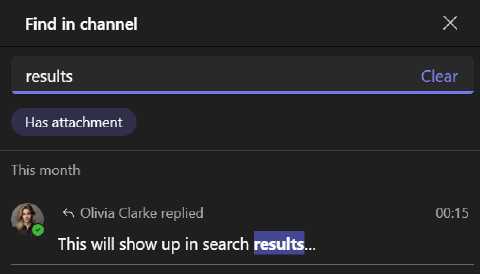 Find in channel
results
Clear
Has attachment
This month
Olivia Clarke replied
00:15
This will show up in search results...